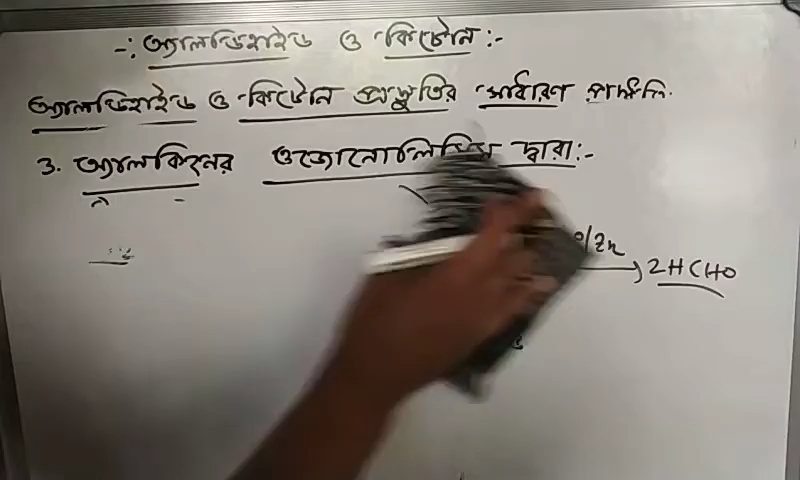 -: অ্যালডিহাইড ও কিটোন :-
অ্যালডিহাইড ও কিটোন প্রস্তুতির সাধারণ পদ্ধতি.
3. অ্যালকিনের ওজোনোলিসিস দ্বারা:-
/Zn → 2HCHO